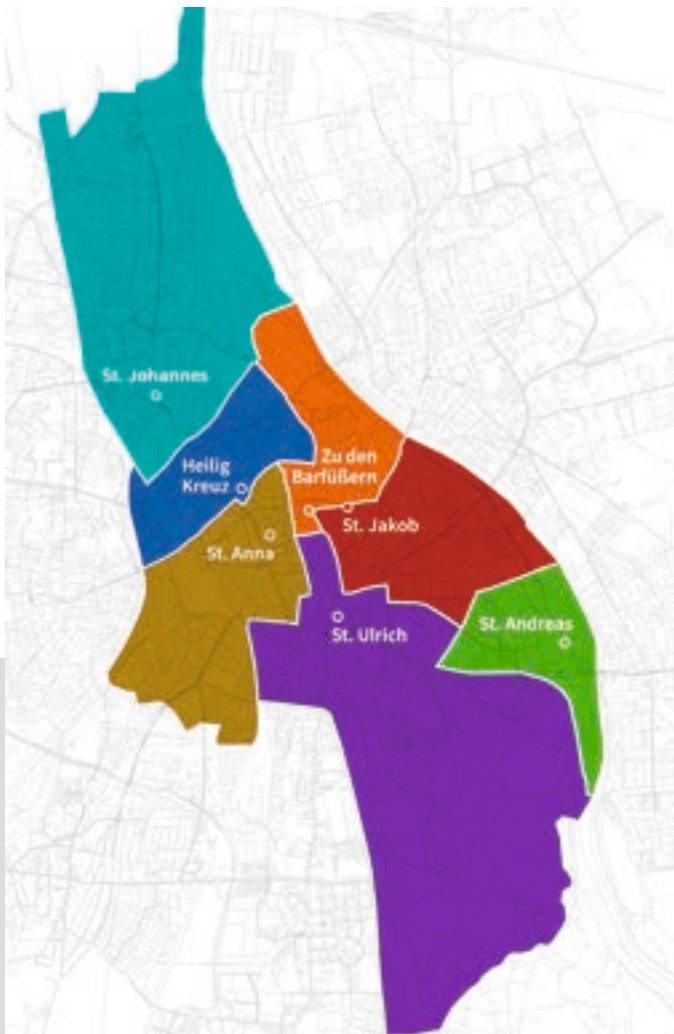 St. Johannes
Heilig
Kreuz
Zu den
Barfüßern
St. Jakob
St. Anna
St. Ulrich
St. Andreas